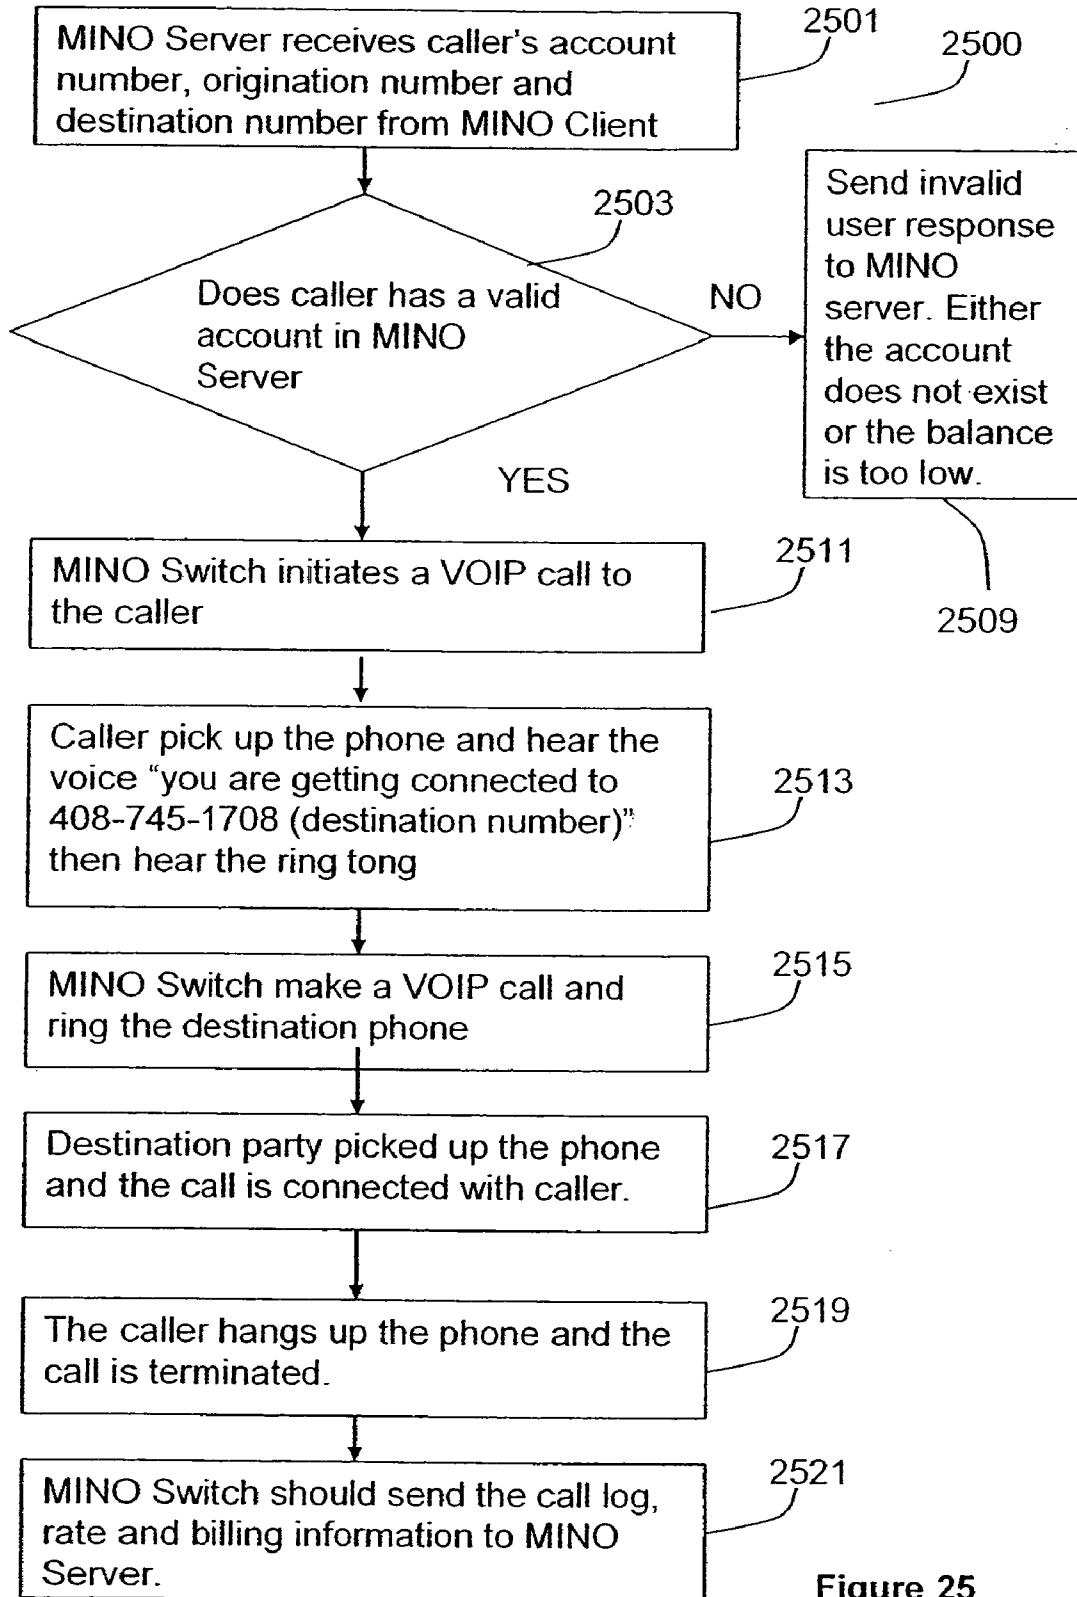 MINO Server receives caller's account
number, origination number and
destination number from MINO Client
2501
2500
2503
Does caller has a valid
account in MINO
Server
NO
Send invalid
user response
to MINO
server. Either
the account
does not exist
or the balance
is too low.
2509
YES
MINO Switch initiates a VOIP call to
the caller
2511
Caller pick up the phone and hear the
voice "you are getting connected to
408-745-1708 (destination number)"
then hear the ring tong
2513
MINO Switch make a VOIP call and
ring the destination phone
2515
Destination party picked up the phone
and the call is connected with caller.
2517
The caller hangs up the phone and the
call is terminated.
2519
MINO Switch should send the call log,
rate and billing information to MINO
Server.
2521
Figure 25